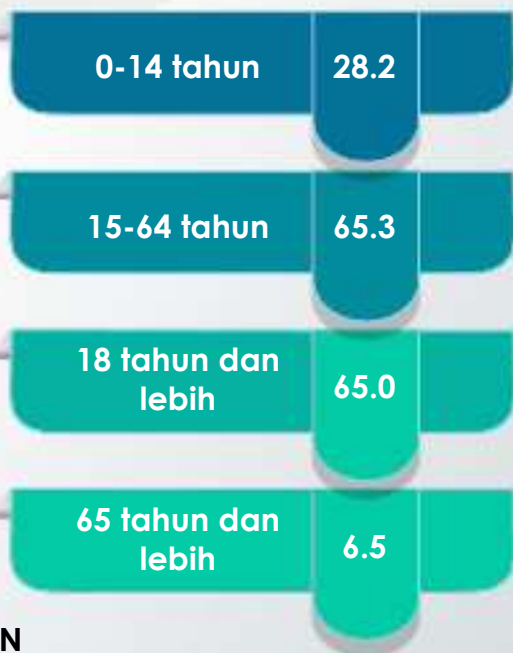 0-14 tahun 28.2
15-64 tahun 65.3
18 tahun dan
lebih 65.0
65 tahun dan
lebih 6.5
N